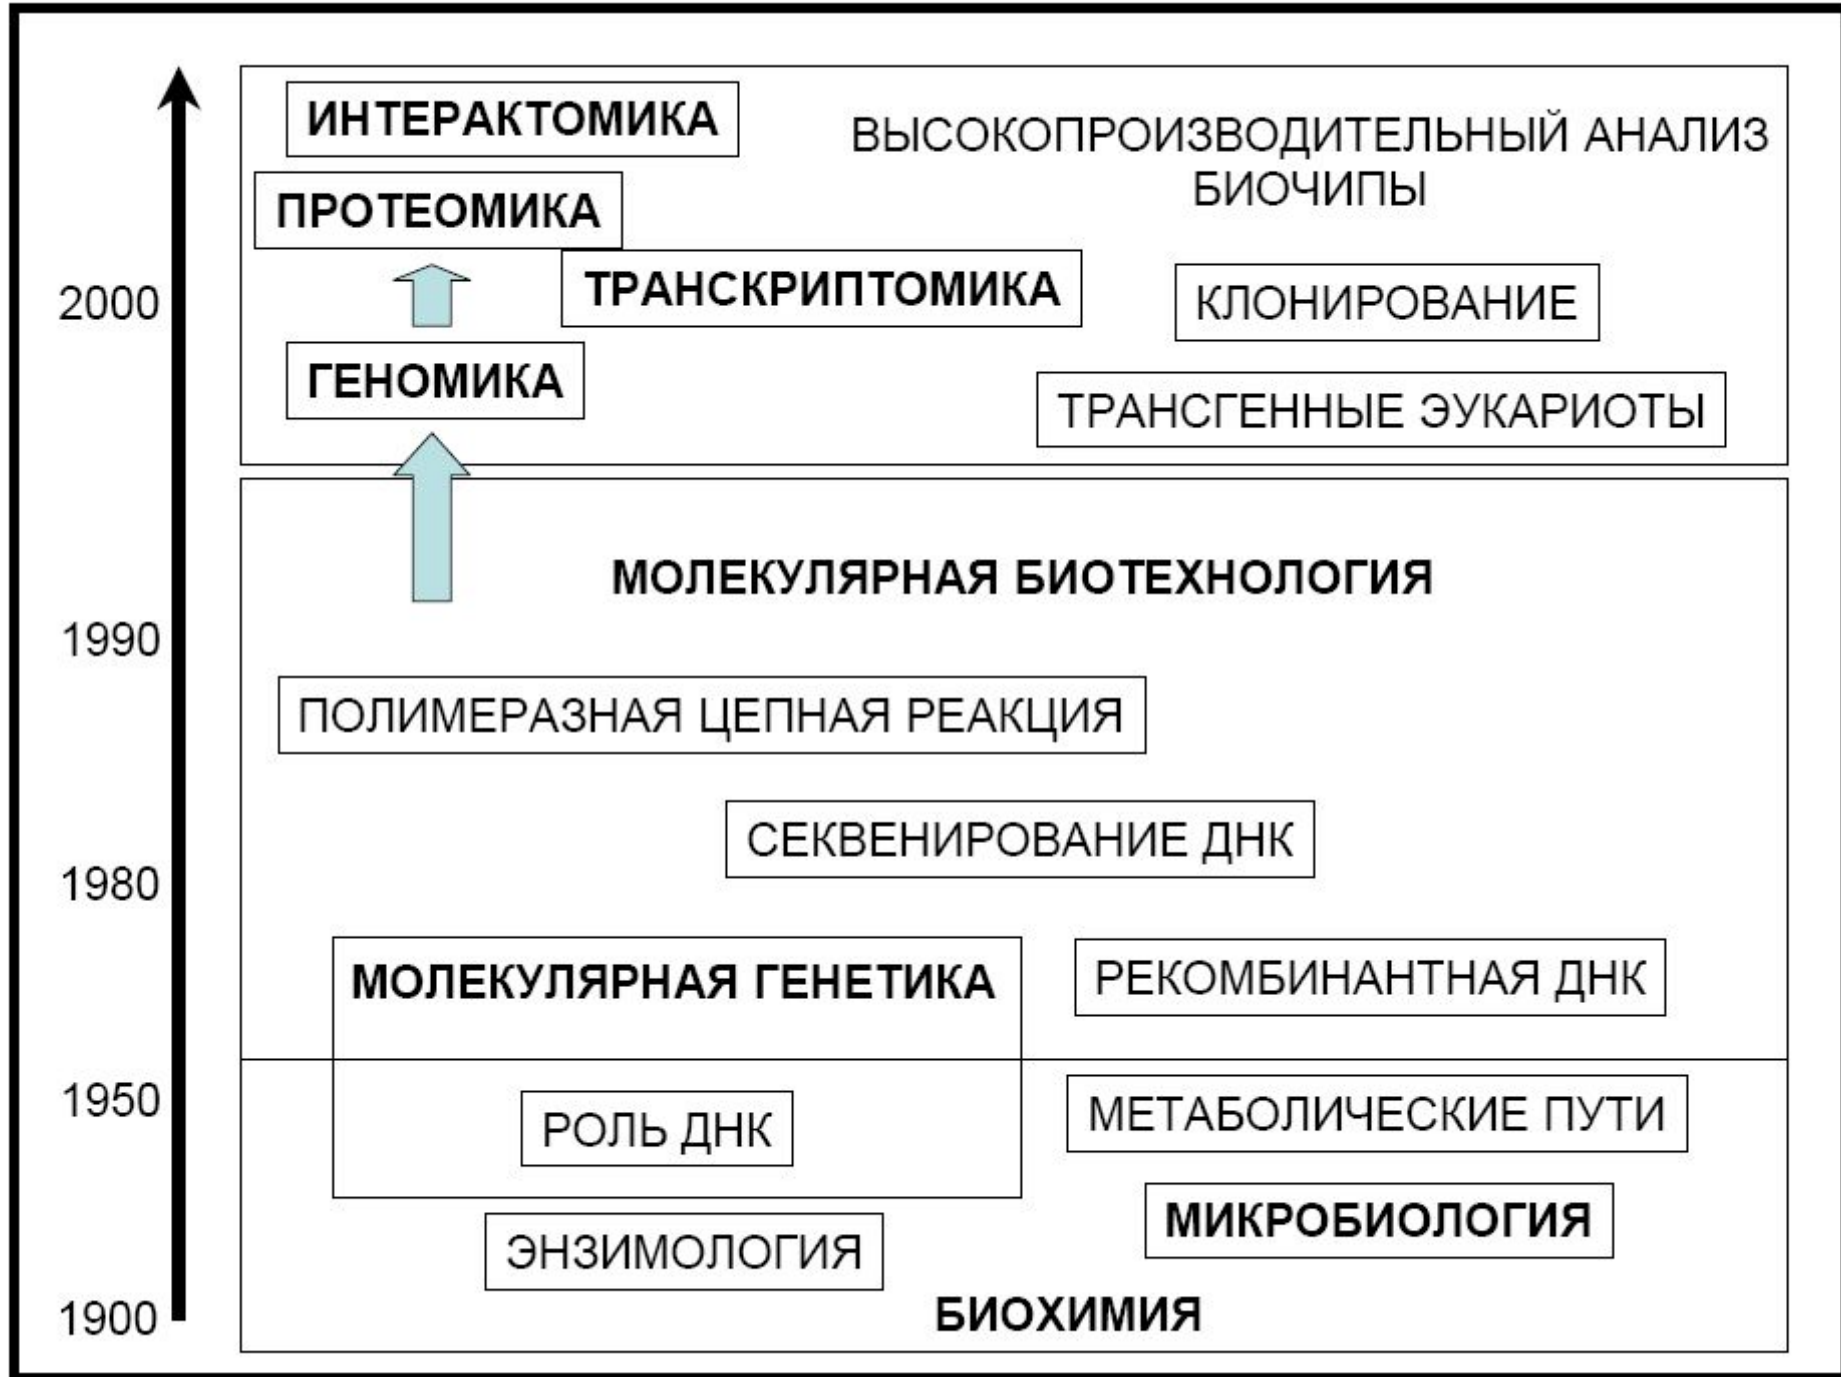 ИНТЕРАКТОМИКА
ВЫСОКОПРОИЗВОДИТЕЛЬНЫЙ АНАЛИЗ
БИОЧИПЫ
ПРОТЕОМИКА
2000
ТРАНСКРИПТОМИКА
КЛОНИРОВАНИЕ
ГЕНОМИКА
ТРАНСГЕННЫЕ ЭУКАРИОТЫ
МОЛЕКУЛЯРНАЯ БИОТЕХНОЛОГИЯ
1990
ПОЛИМЕРАЗНАЯ ЦЕПНАЯ РЕАКЦИЯ
СЕКВЕНИРОВАНИЕ ДНК
1980
МОЛЕКУЛЯРНАЯ ГЕНЕТИКА
РЕКОМБИНАНТНАЯ ДНК
1950
РОЛЬ ДНК
МЕТАБОЛИЧЕСКИЕ ПУТИ
МИКРОБИОЛОГИЯ
ЭНЗИМОЛОГИЯ
1900
БИОХИМИЯ